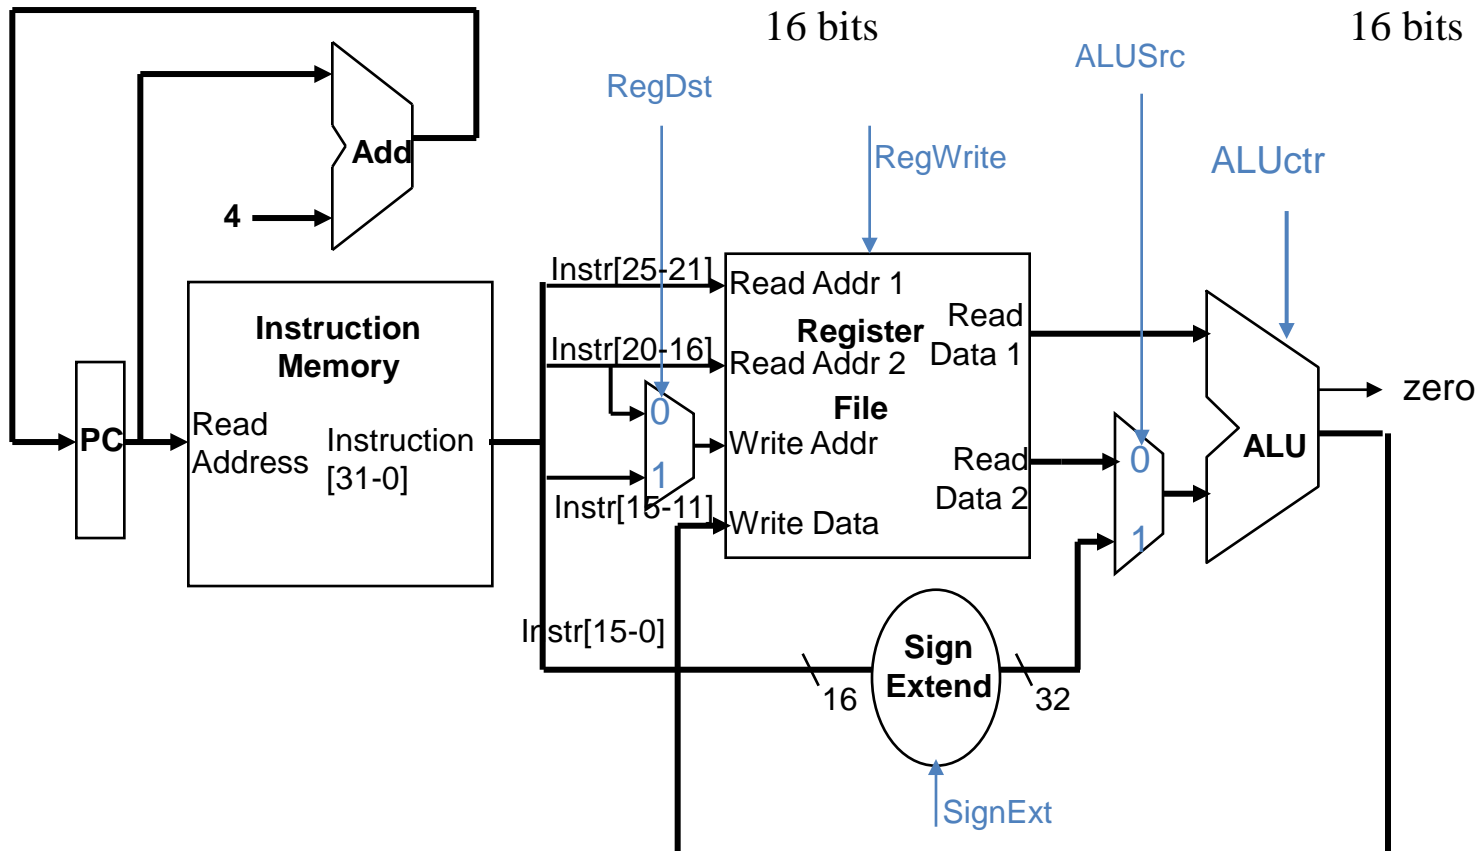 16 bits
16 bits
ALUSrc
RegDst
Add
RegWrite
ALUctr
4
Instr[25-21]
Read Addr 1
Instruction
Memory
Register
File
Read
Data 1
Instr[20-16]
Read Addr 2
zero
0
PC
Read
Address
Instruction
[31-0]
Write Addr
ALU
1
Read
Data 2
0
Instr[15-11]
Write Data
1
Instr[15-0]
Sign
Extend
16
32
SignExt